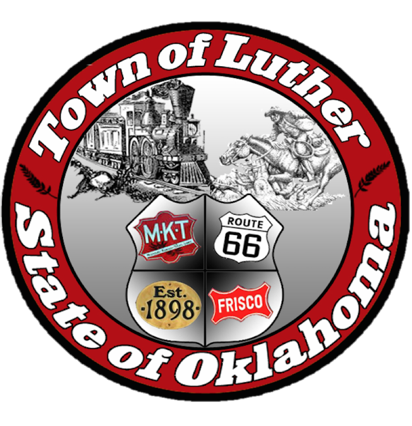 Town of Luther
M-K-T
ROUTE
66
Est.
-1898-
FRISCO
State of Oklahoma